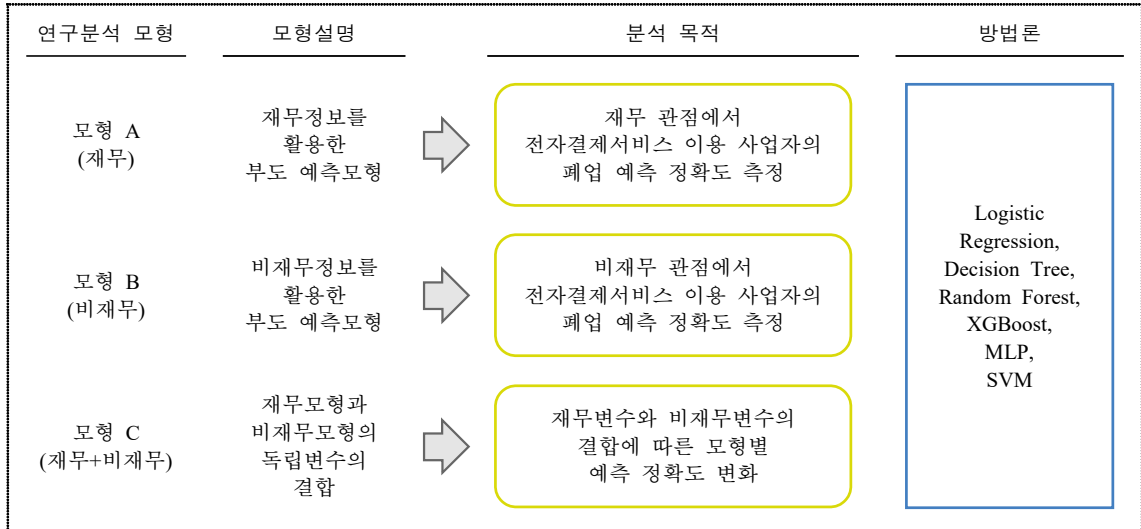 연구분석 모형
모형설명
분석 목적
방법론
모형 A
(재무)
재무정보를
활용한
부도 예측모형
재무 관점에서
전자결제서비스 이용 사업자의
폐업 예측 정확도 측정
모형 B
(비재무)
비재무정보를
활용한
부도 예측모형
비재무 관점에서
전자결제서비스 이용 사업자의
폐업 예측 정확도 측정
모형 C
(재무+비재무)
재무모형과
비재무모형의
독립변수의
결합
재무변수와 비재무변수의
결합에 따른 모형별
예측 정확도 변화
Logistic
Regression,
Decision Tree,
Random Forest,
XGBoost,
MLP,
SVM